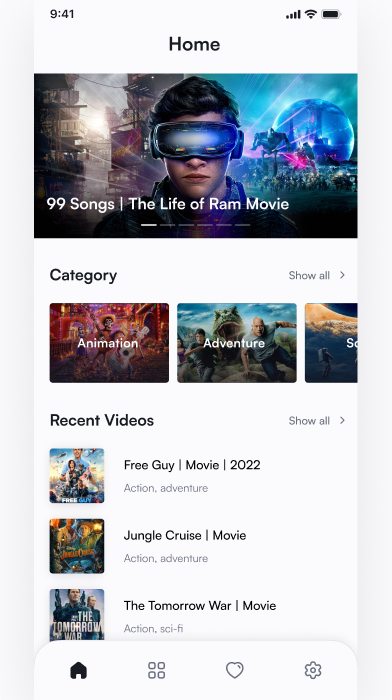 9:41
Home
99 Songs | The Life of Ram Movie
Category
Show all
Animation
Adventure
Sc
Recent Videos
Show all
FREE GUY
Free Guy | Movie | 2022
Action, adventure
JUNGLE CRUISE
Jungle Cruise | Movie
Action, adventure
THE
TOMORROW
WAR
The Tomorrow War | Movie
Action, sci-fi